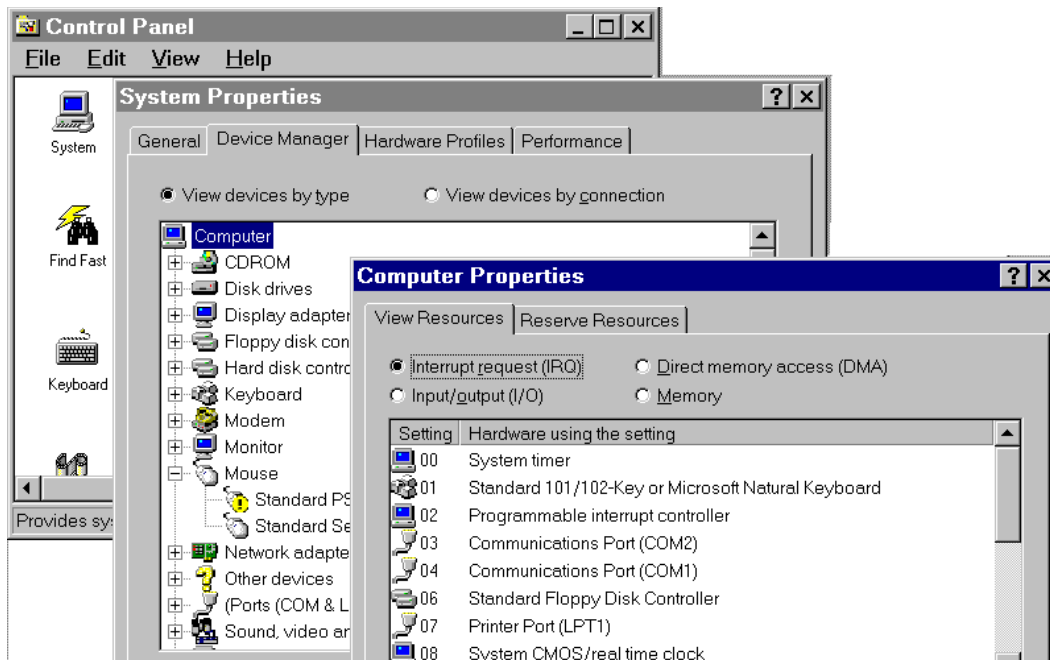 Control Panel
File Edit View Help
System
Find Fast
Keyboard
Provides sy
System Properties
General Device Manager Hardware Profiles Performance
View devices by type View devices by connection
Computer
CDROM
Disk drives
Display adapter
Floppy disk con
Hard disk contro
Keyboard
Modem
Monitor
Mouse
Standard PS
Standard Se
Network adapte
Other devices
(Ports (COM & L
Sound, video an
Computer Properties
View Resources Reserve Resources
Interrupt request (IRQ) Direct memory access (DMA)
Input/output (I/O) Memory
Setting Hardware using the setting
00 System timer
01 Standard 101/102-Key or Microsoft Natural Keyboard
02 Programmable interrupt controller
03 Communications Port (COM2)
04 Communications Port (COM1)
06 Standard Floppy Disk Controller
07 Printer Port (LPT1)
08 System CMOS/real time clock